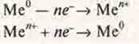 Me⁰ – ne⁻ → Meⁿ⁺
Meⁿ⁺ + ne⁻ → Me⁰